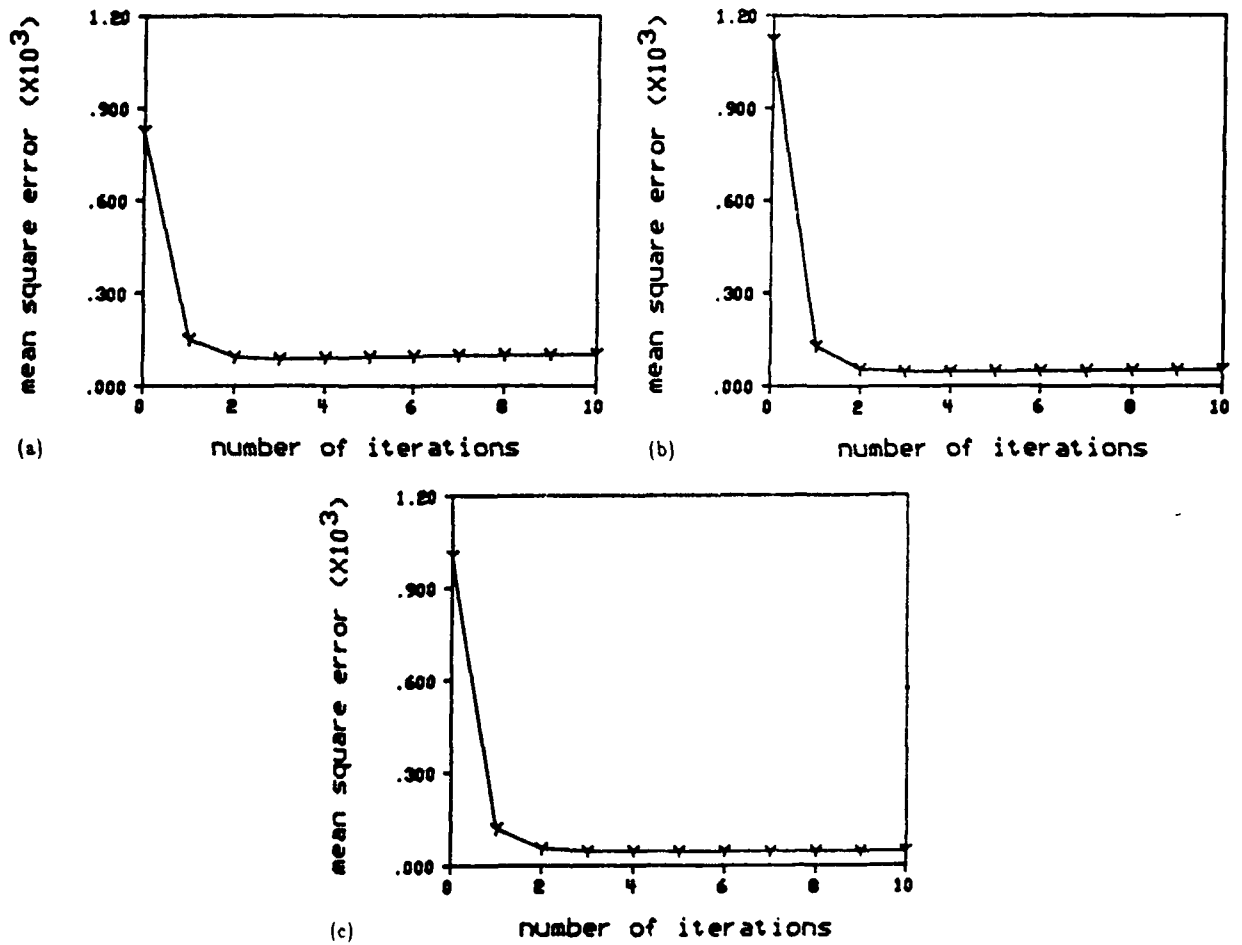 mean square error (X10³)
1.20
.900
.600
.300
.000
0 2 4 6 8 10
number of iterations
(a)
mean square error (X10³)
1.20
.900
.600
.300
.000
0 2 4 6 8 10
number of iterations
(b)
mean square error (X10³)
1.20
.900
.600
.300
.000
0 2 4 6 8 10
number of iterations
(c)